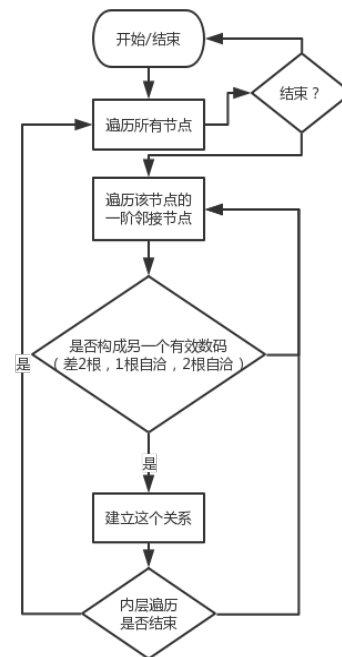 开始/结束
结束？
遍历所有节点
遍历该节点的
一阶邻接节点
是否构成另一个有效数码
（差2根，1根自洽，2根自洽）
是
是
建立这个关系
内层遍历
是否结束